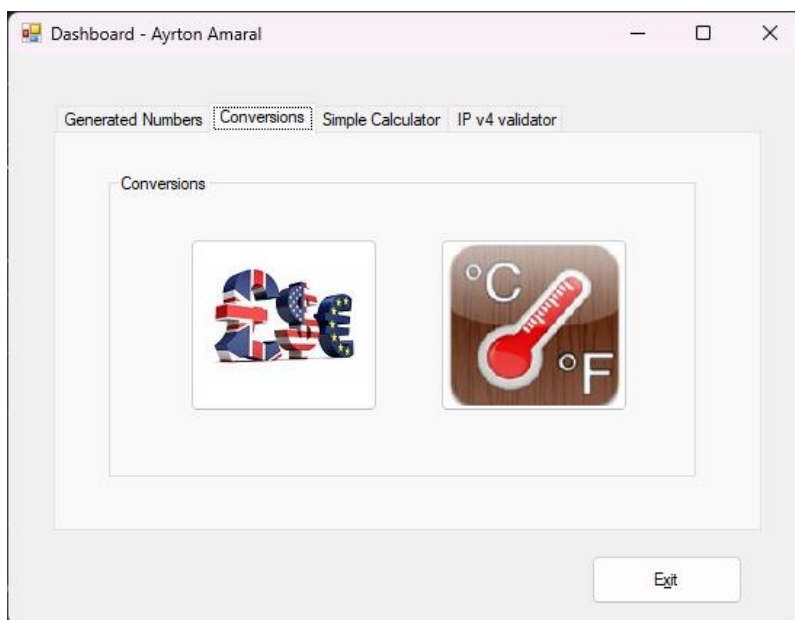 Dashboard - Ayrton Amaral
Generated Numbers Conversions Simple Calculator IP v4 validator
Conversions
£$€
°C
°F
Exit